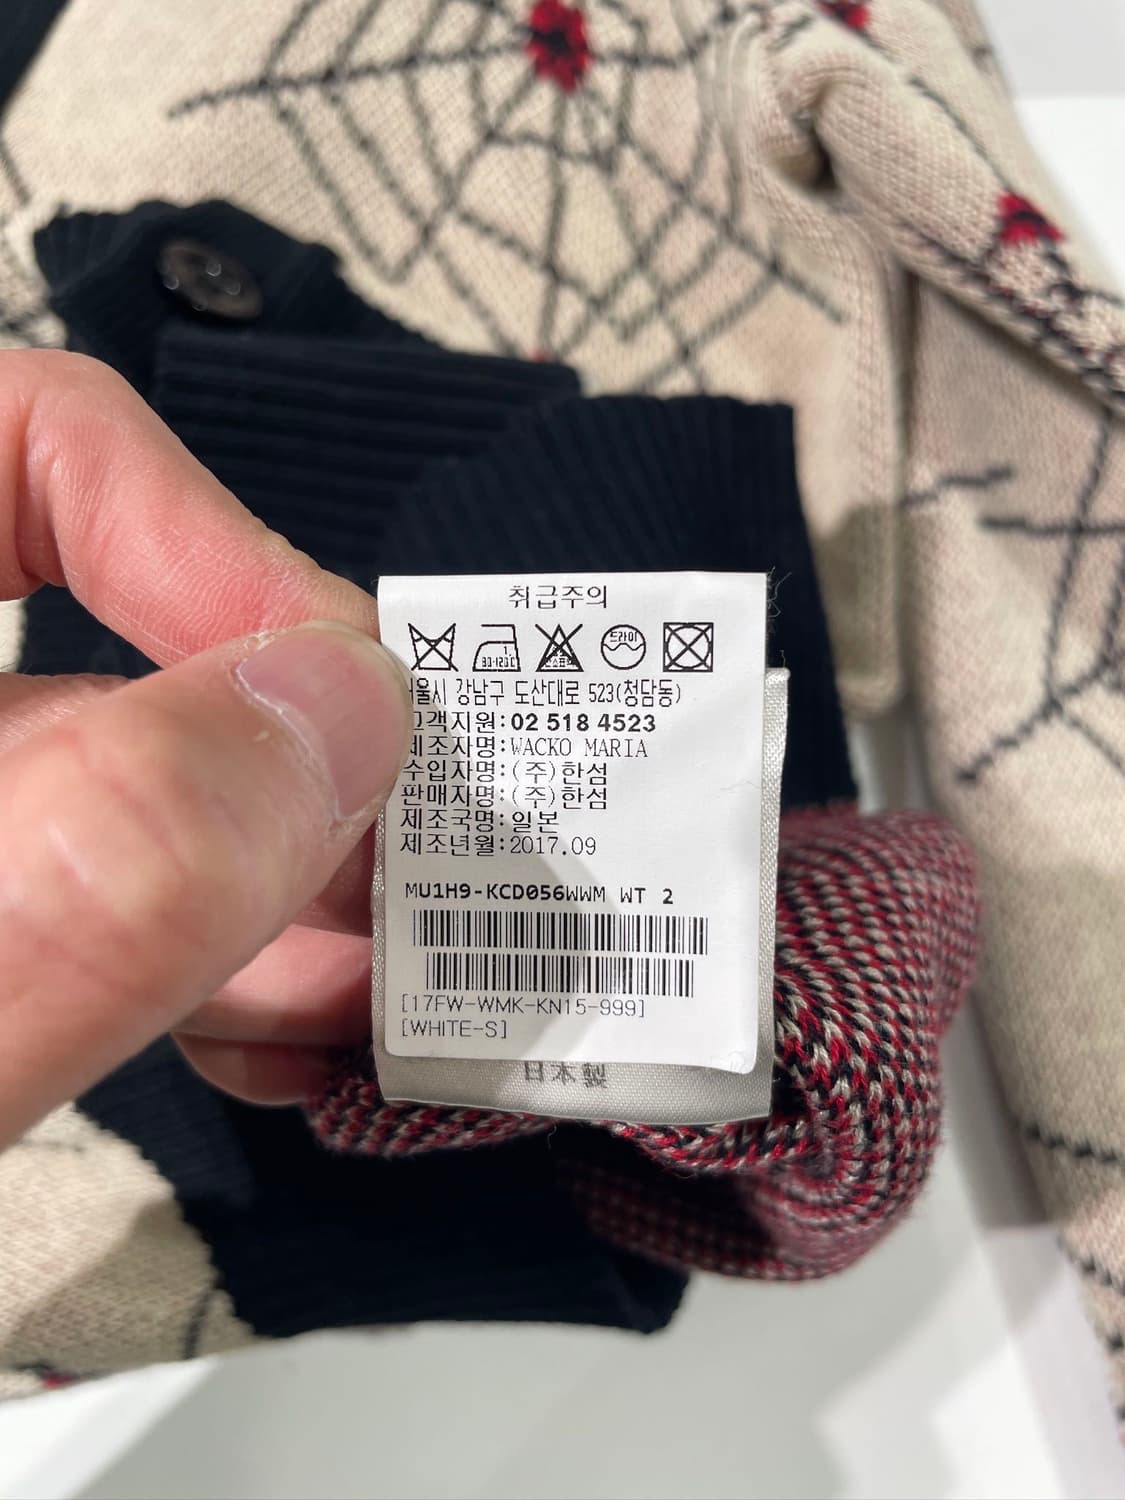 취급주의
드라이
서울시 강남구 도산대로 523(청담동)
고객지원:02 518 4523
제조자명:WACKO MARIA
수입자명:(주)한섬
판매자명:(주)한섬
제조국명:일본
제조년월:2017.09
MU1H9-KCD056WWM WT 2
[17FW-WMK-KN15-999]
[WHITE-S]
日本製